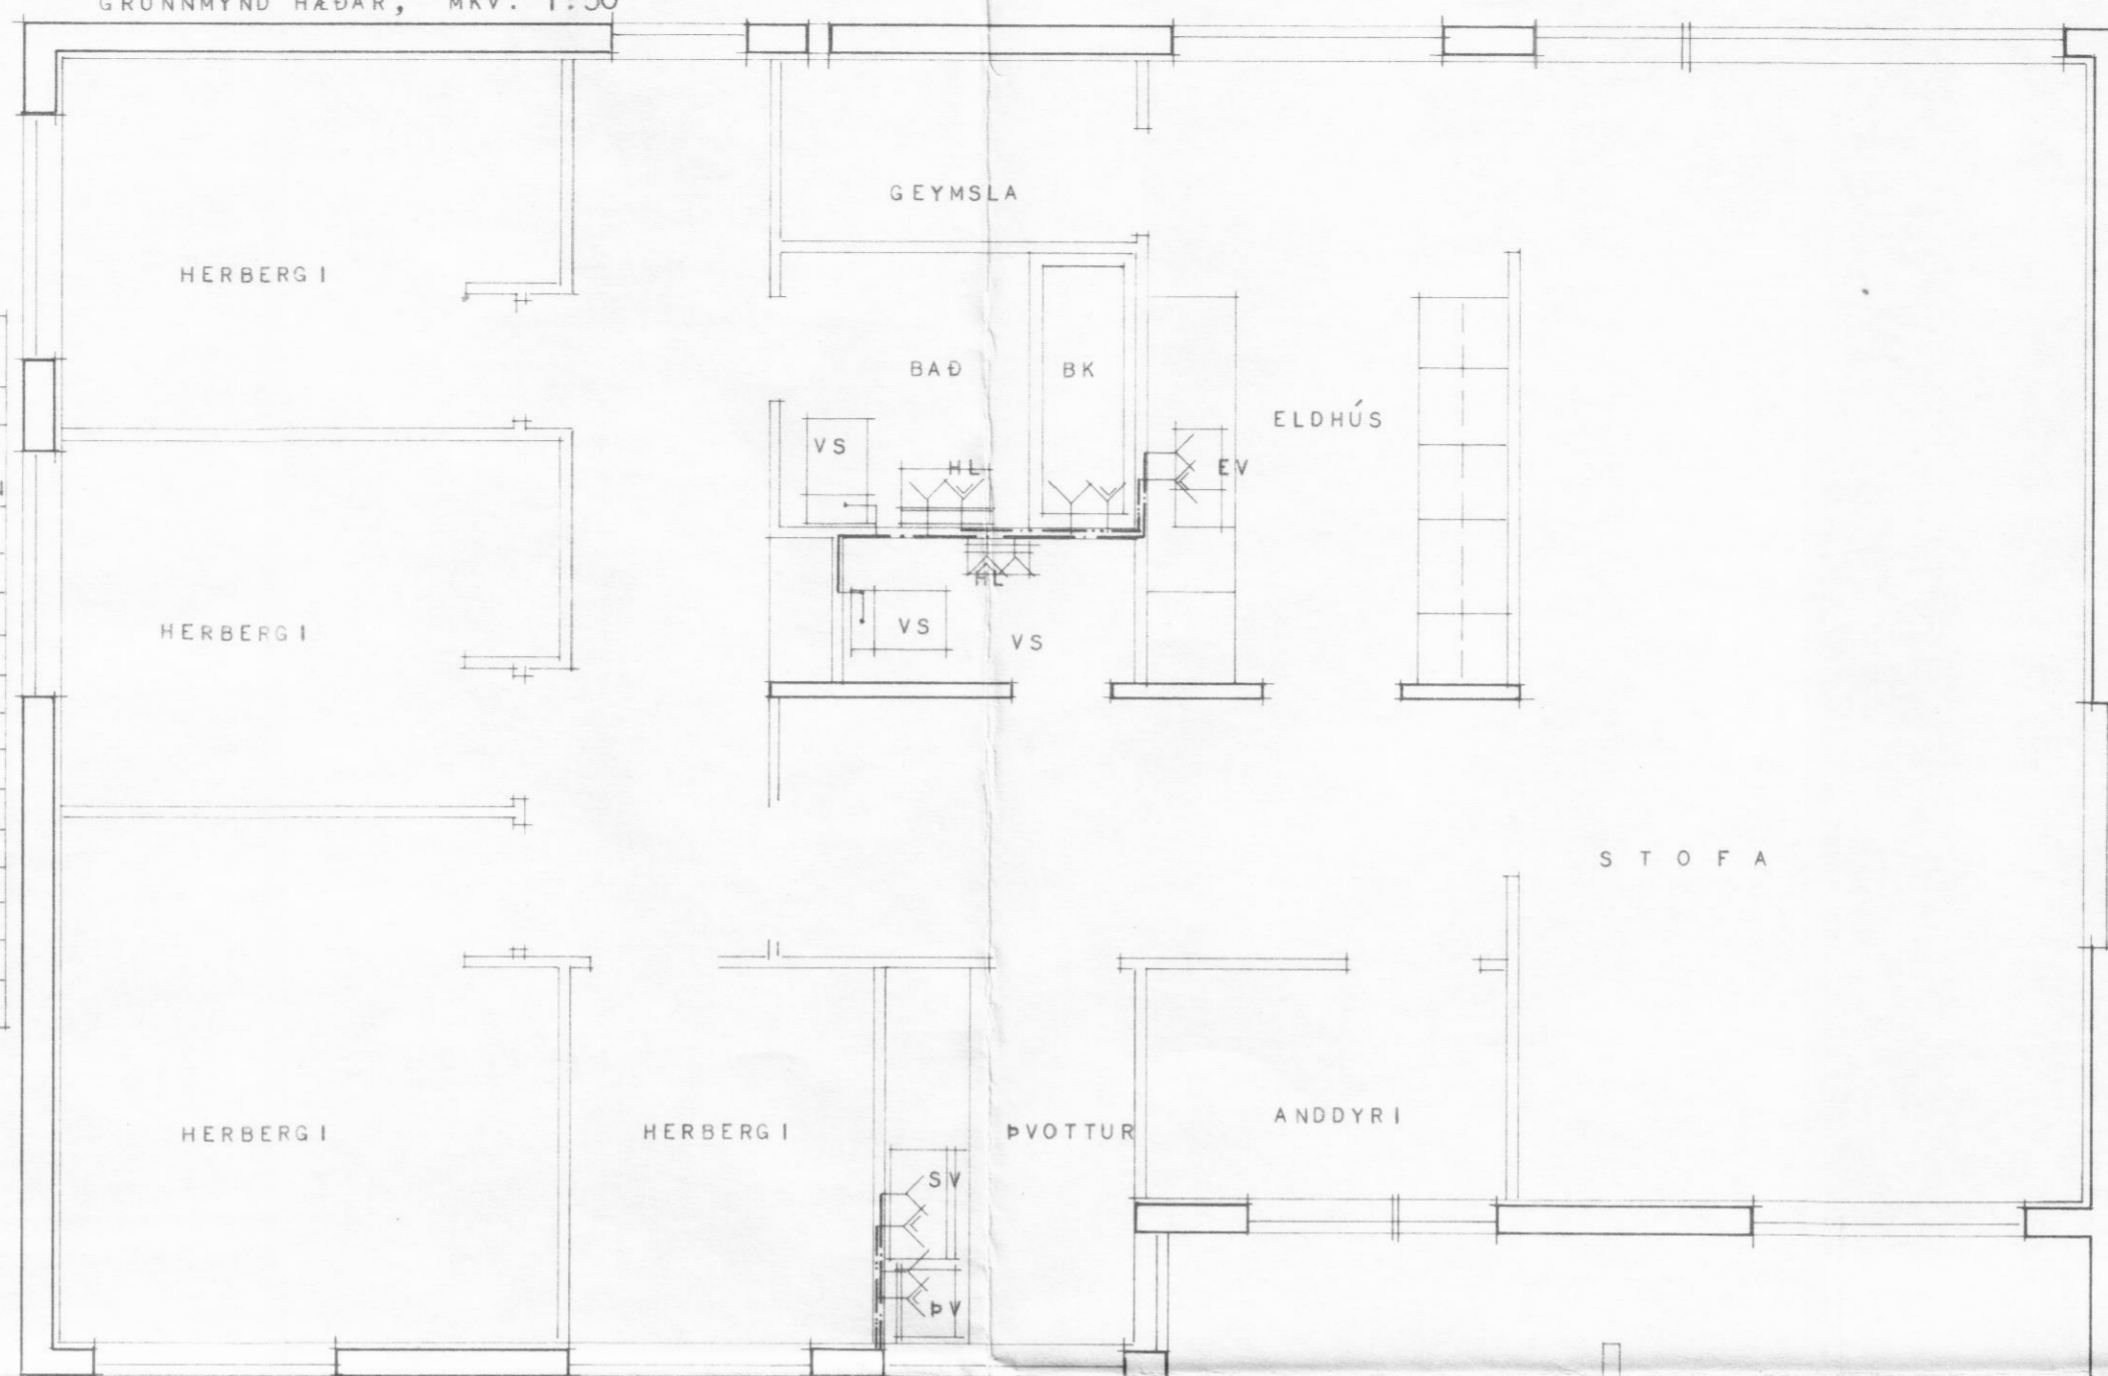 GRUNNMYND HÆÐAR, MKV. 1:50
GEYMSLA
HERBERGI
BAÐ
BK
ELDHÚS
VS
HL
EV
HL
HERBERGI
VS
VS
STOFA
HERBERGI
HERBERGI
ÞVOTTUR
ANDDYRI
SV
ÞV